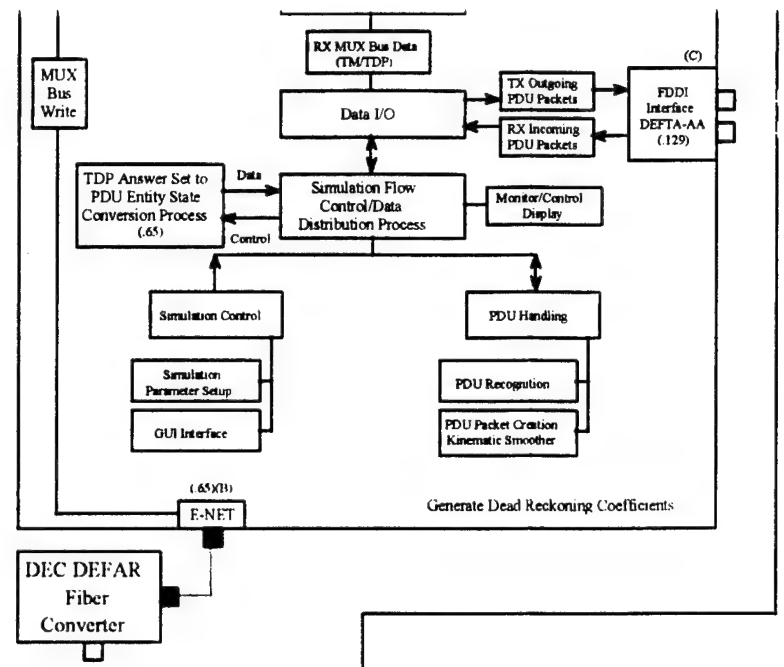 RX MUX Bus Data
(TM/TDP)
(C)
MUX
Bus
Write
TX Outgoing
PDU Packets
FDDI
Interface
DEFTA-AA
(.129)
Data I/O
RX Incoming
PDU Packets
TDP Answer Set to
PDU Entity State
Conversion Process
(.65)
Data
Control
Simulation Flow
Control/Data
Distribution Process
Monitor/Control
Display
Simulation Control
PDU Handling
Simulation
Parameter Setup
PDU Recognition
GUI Interface
PDU Packet Creation
Kinematic Smoother
(.65)(B)
E-NET
Generate Dead Reckoning Coefficients
DEC DEFAR
Fiber
Converter